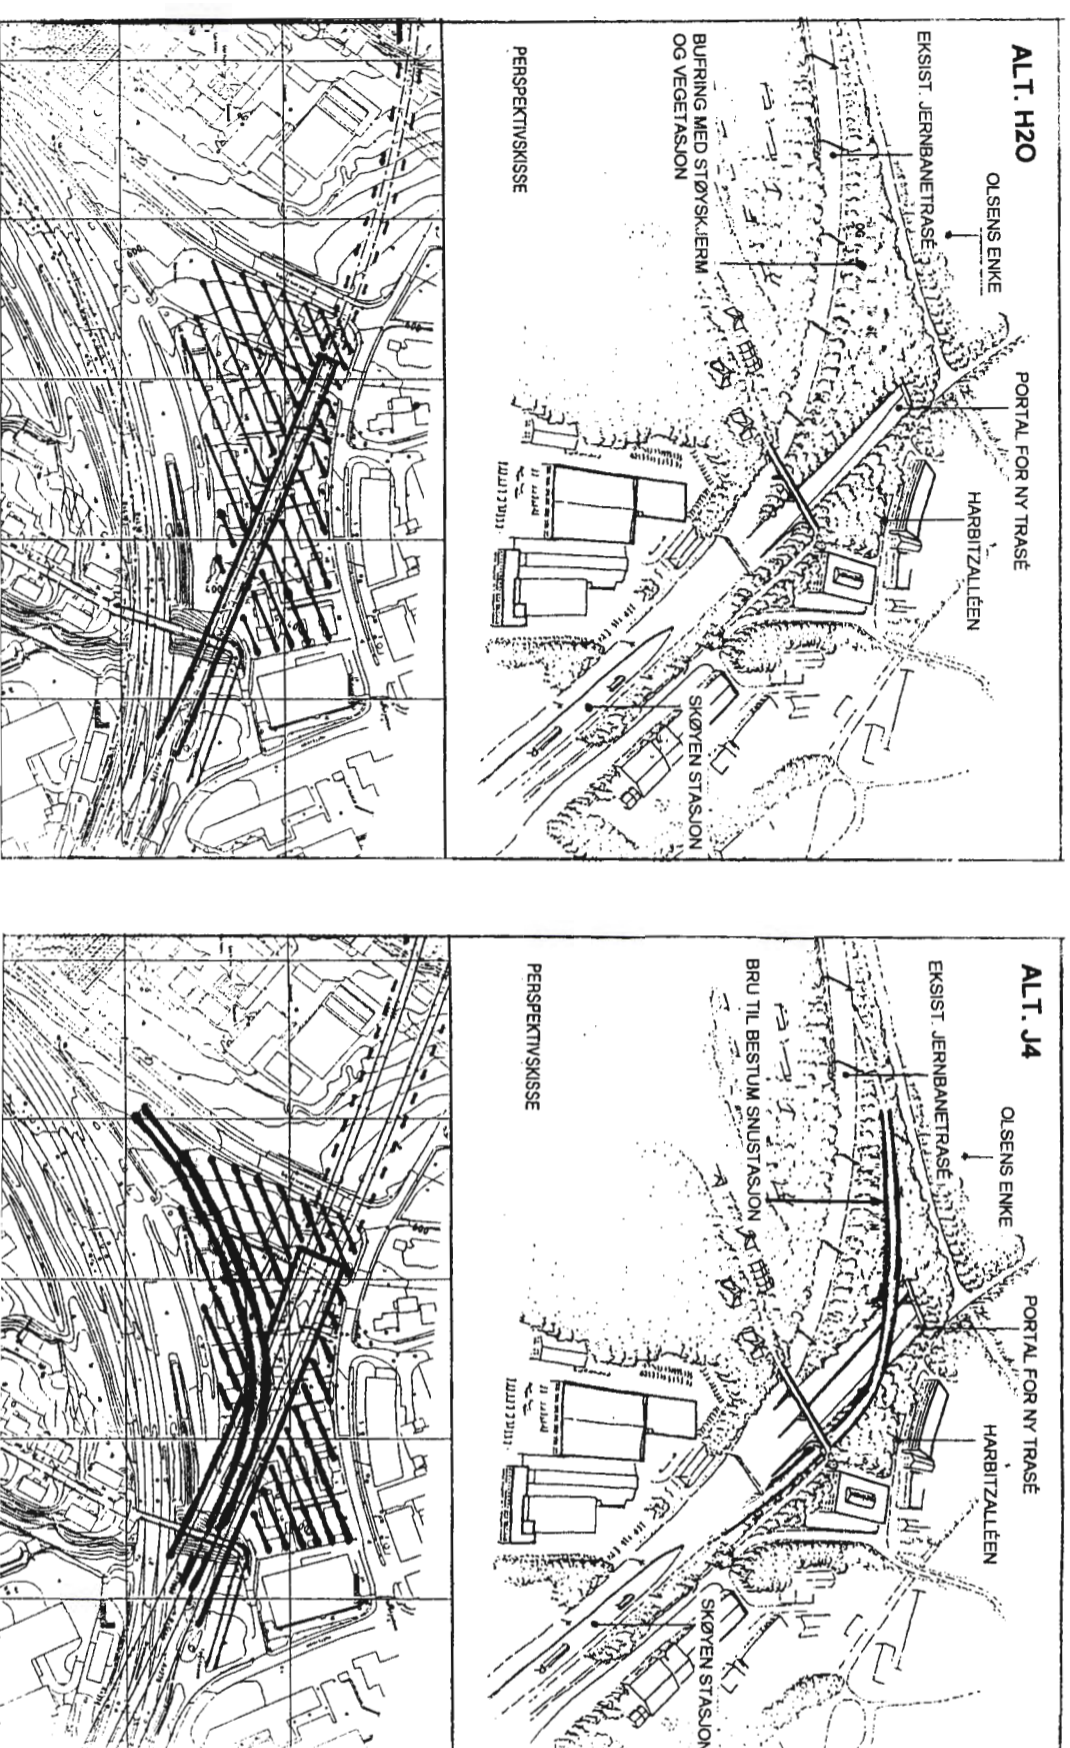 ALT. H2O
OLSENS ENKE
PORTAL FOR NY TRASÉ
EKSIST. JERNBANETRASÉ
HARBITZALLÉEN
BUFRING MED STØYSKJERM
OG VEGETASJON
SKØYEN STASJON
PERSPEKTIVSKISSE
ALT. J4
OLSENS ENKE
PORTAL FOR NY TRASÉ
EKSIST. JERNBANETRASÉ
HARBITZALLÉEN
BRU TIL BESTUM SNUSTASJON
SKØYEN STASJON
PERSPEKTIVSKISSE